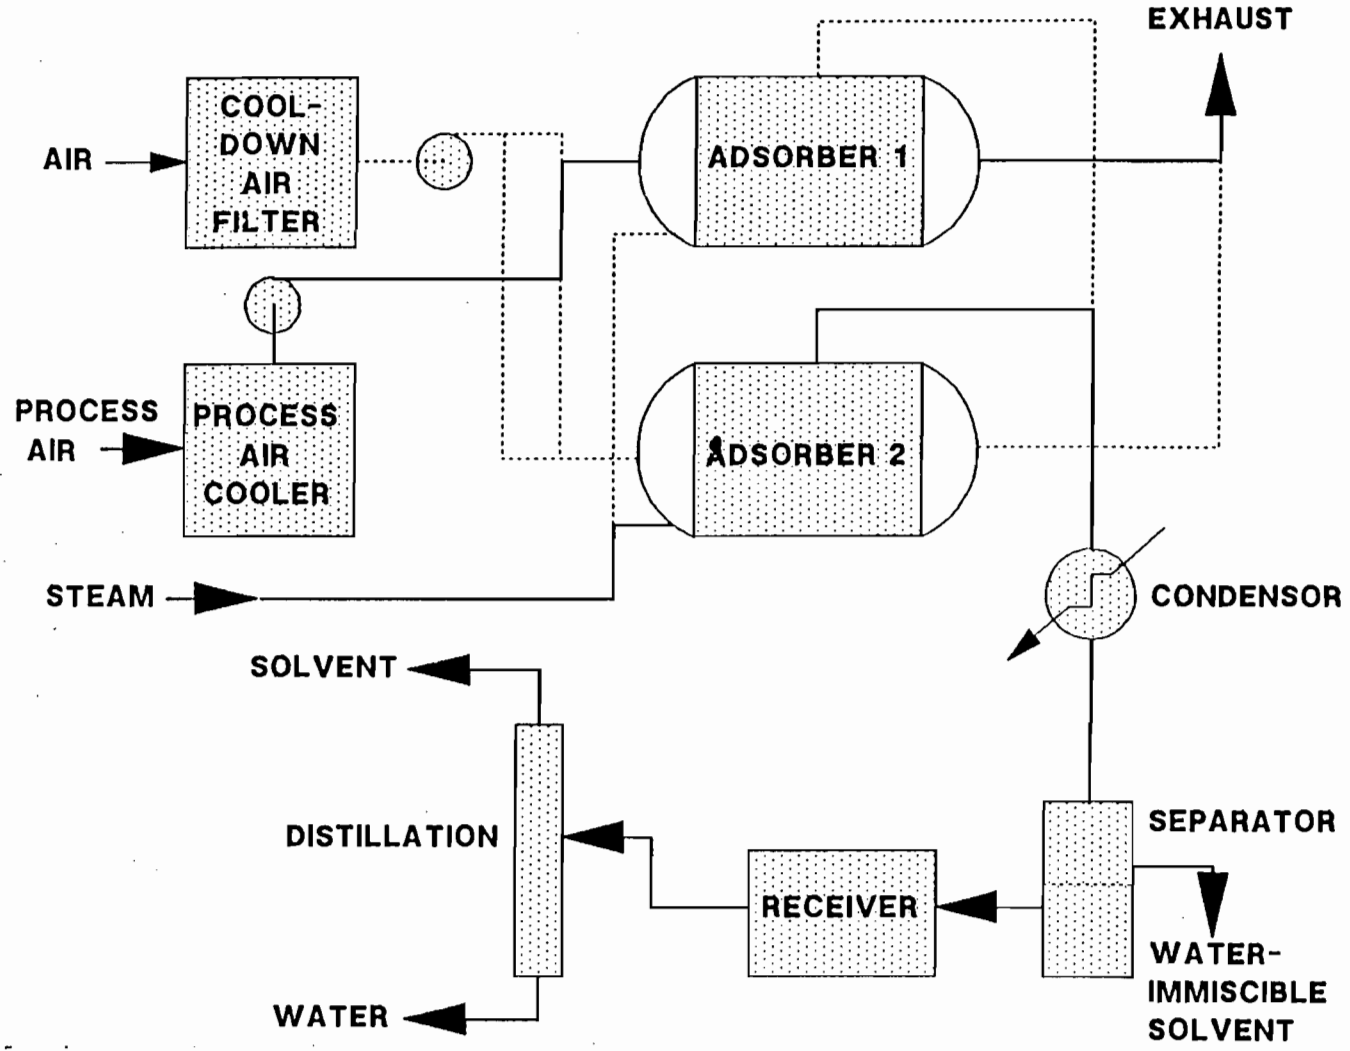 EXHAUST
COOL-
DOWN
AIR
FILTER
AIR
ADSORBER 1
PROCESS
AIR
PROCESS
AIR
COOLER
ADSORBER 2
STEAM
CONDENSOR
SOLVENT
DISTILLATION
SEPARATOR
RECEIVER
WATER-
IMMISCIBLE
SOLVENT
WATER